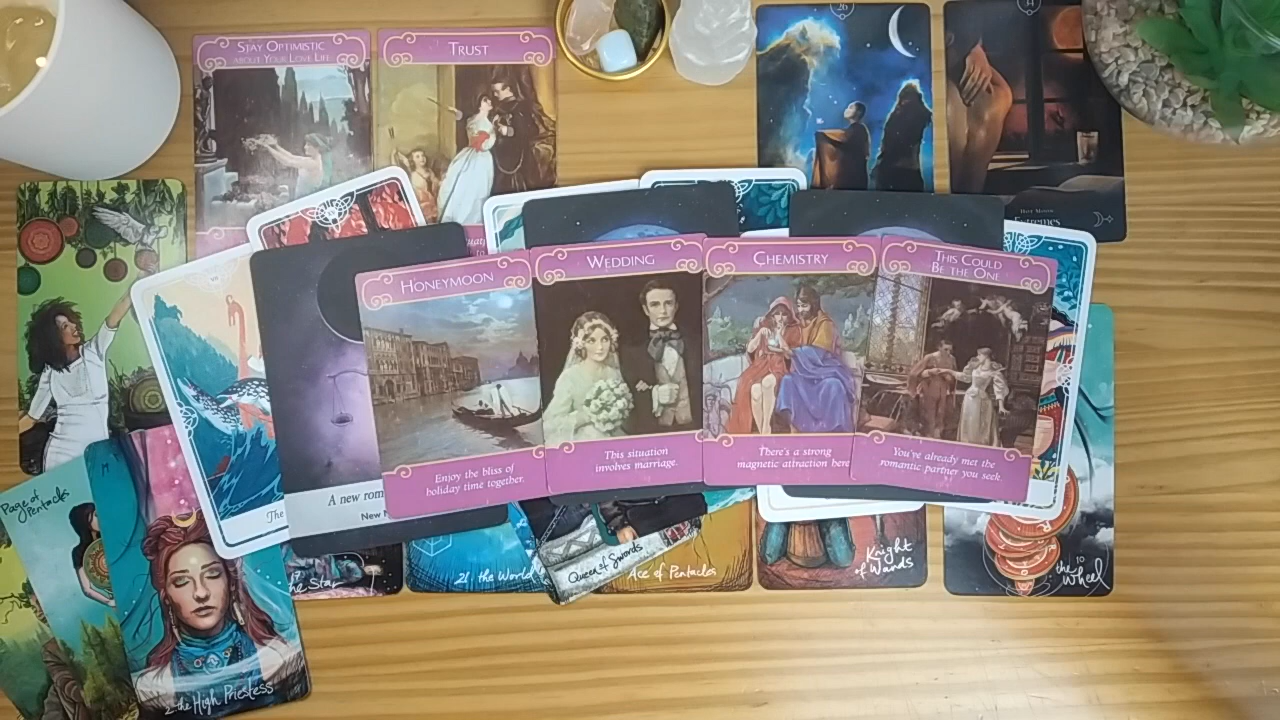 STAY OPTIMISTIC
ABOUT YOUR LOVE LIFE
TRUST
26
HONEYMOON
Enjoy the bliss of
holiday time together.
WEDDING
This situation
involves marriage.
CHEMISTRY
There's a strong
magnetic attraction here
THIS COULD
BE THE ONE
You've already met the
romantic partner you seek.
The
A new rom
New
Page of
Pentacles
2. the High Priestess
17
the Star
21. the World
Queen of Swords
Ace of Pentacles
Knight
of Wands
the 10
Wheel